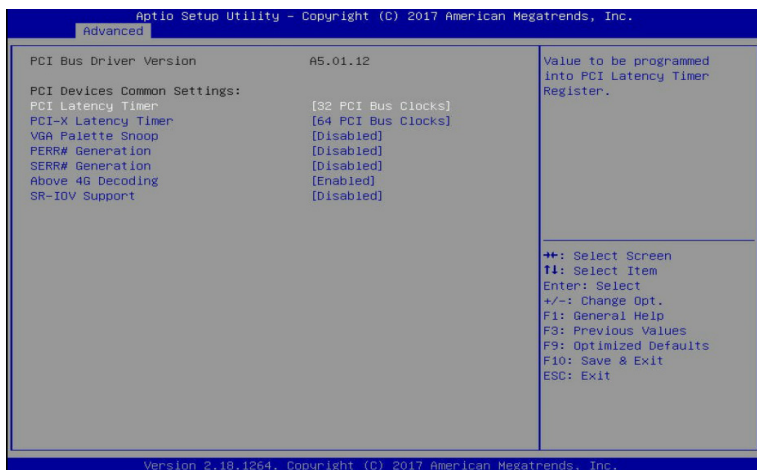 Aptio Setup Utility – Copyright (C) 2017 American Megatrends, Inc.
Advanced
PCI Bus Driver Version A5.01.12
PCI Devices Common Settings:
PCI Latency Timer [32 PCI Bus Clocks]
PCI-X Latency Timer [64 PCI Bus Clocks]
VGA Palette Snoop [Disabled]
PERR# Generation [Disabled]
SERR# Generation [Disabled]
Above 4G Decoding [Enabled]
SR-IOV Support [Disabled]
Value to be programmed
into PCI Latency Timer
Register.
→←: Select Screen
↑↓: Select Item
Enter: Select
+/-: Change Opt.
F1: General Help
F3: Previous Values
F9: Optimized Defaults
F10: Save & Exit
ESC: Exit
Version 2.18.1264. Copyright (C) 2017 American Megatrends, Inc.